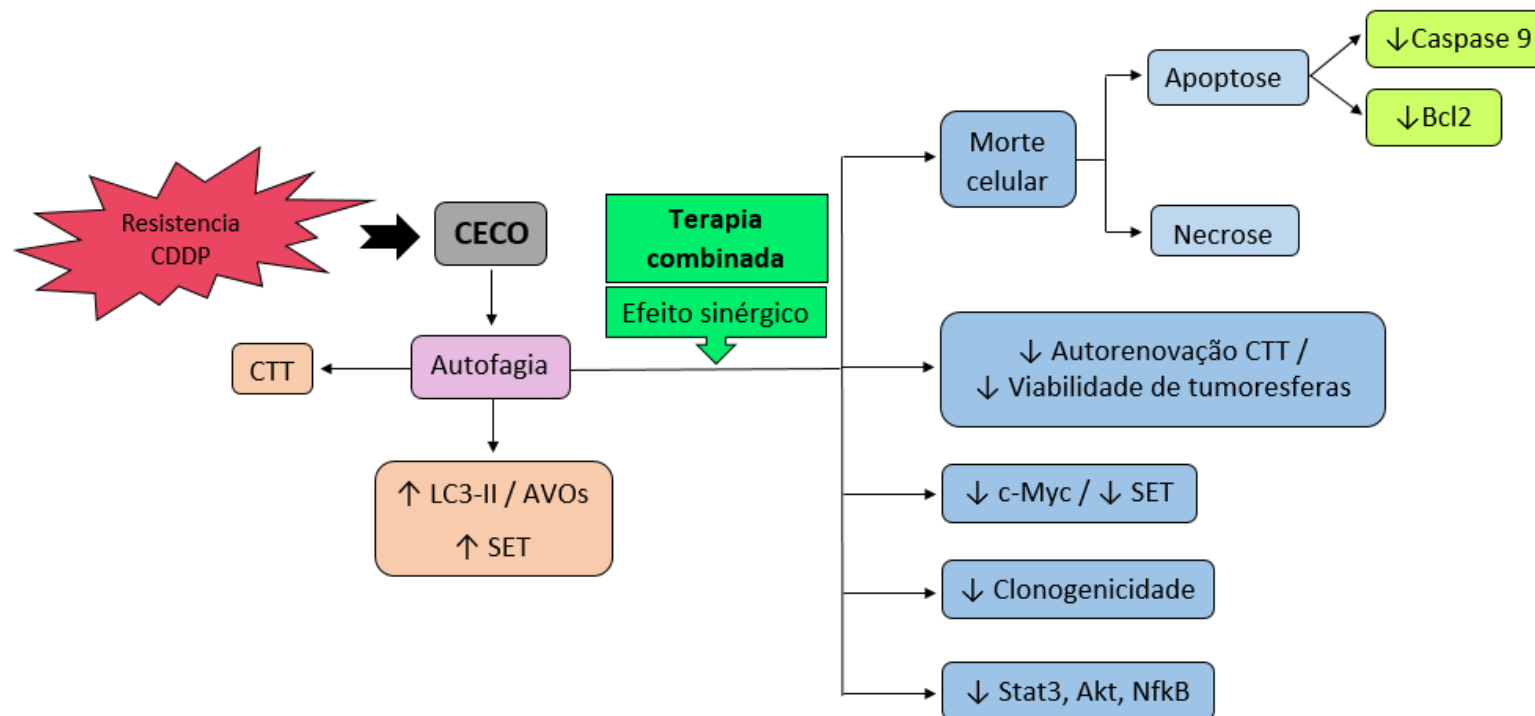 Resistencia
CDDP
CECO
Autofagia
CTT
↑ LC3-II / AVOs
↑ SET
Terapia
combinada
Efeito sinérgico
Morte
celular
Apoptose
↓Caspase 9
↓Bcl2
Necrose
↓ Autorenovação CTT /
↓ Viabilidade de tumoresferas
↓ c-Myc / ↓ SET
↓ Clonogenicidade
↓ Stat3, Akt, NfkB